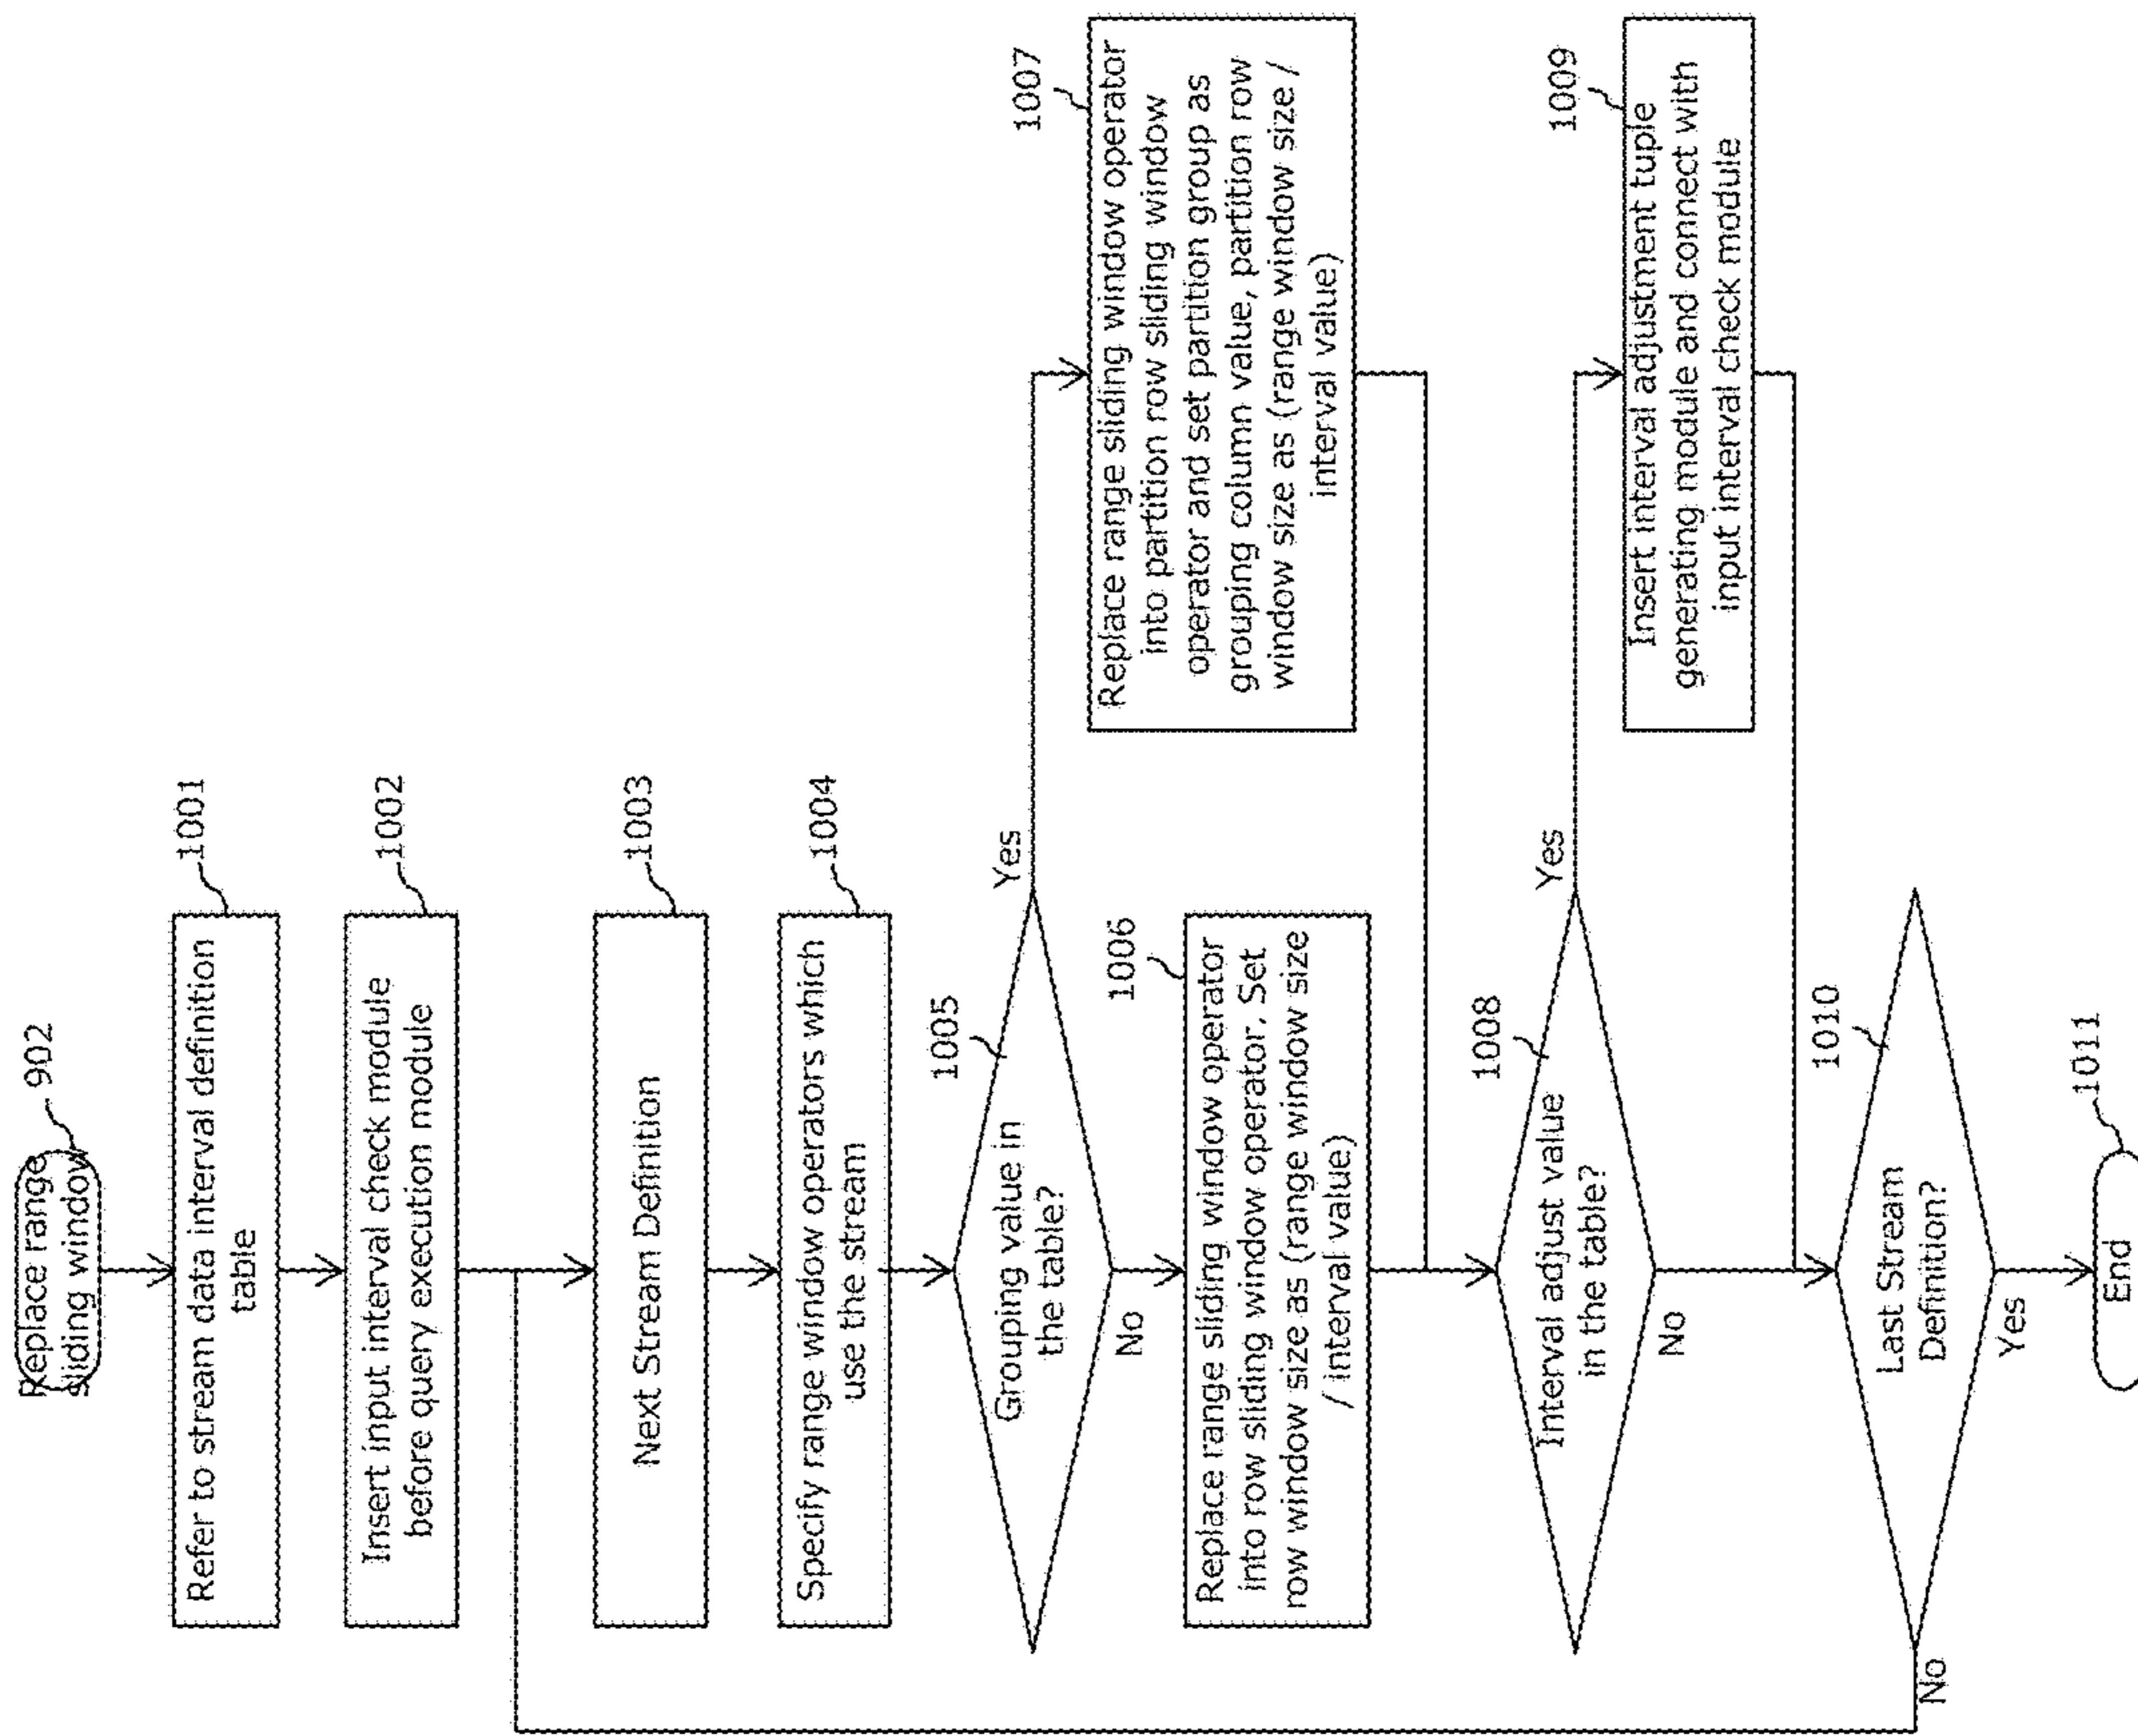 Replace range
sliding window
902
Refer to stream data interval definition
table
1001
Insert input interval check module
before query execution module
1002
Next Stream Definition
1003
Specify range window operators which
use the stream
1004
Grouping value in
the table?
1005
Yes
No
Replace range sliding window operator
into row sliding window operator. Set
row window size as (range window size
/ interval value)
1006
Replace range sliding window operator
into partition row sliding window
operator and set partition group as
grouping column value, partition row
window size as (range window size /
interval value)
1007
Interval adjust value
in the table?
1008
Yes
No
Insert interval adjustment tuple
generating module and connect with
input interval check module
1009
Last Stream
Definition?
1010
No
Yes
End
1011